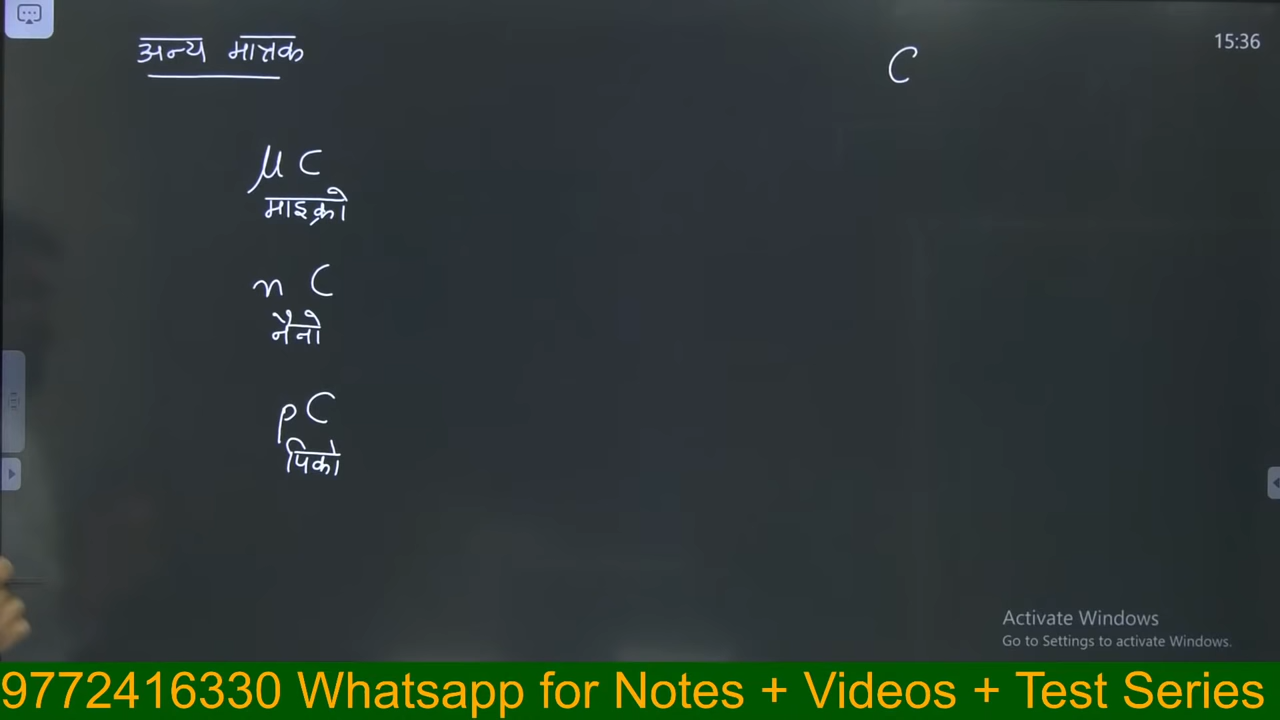 अन्य मात्रक
C
15:36
μC
माइक्रो
nC
नैनो
pC
पिको
Activate Windows
Go to Settings to activate Windows.
9772416330 Whatsapp for Notes + Videos + Test Series